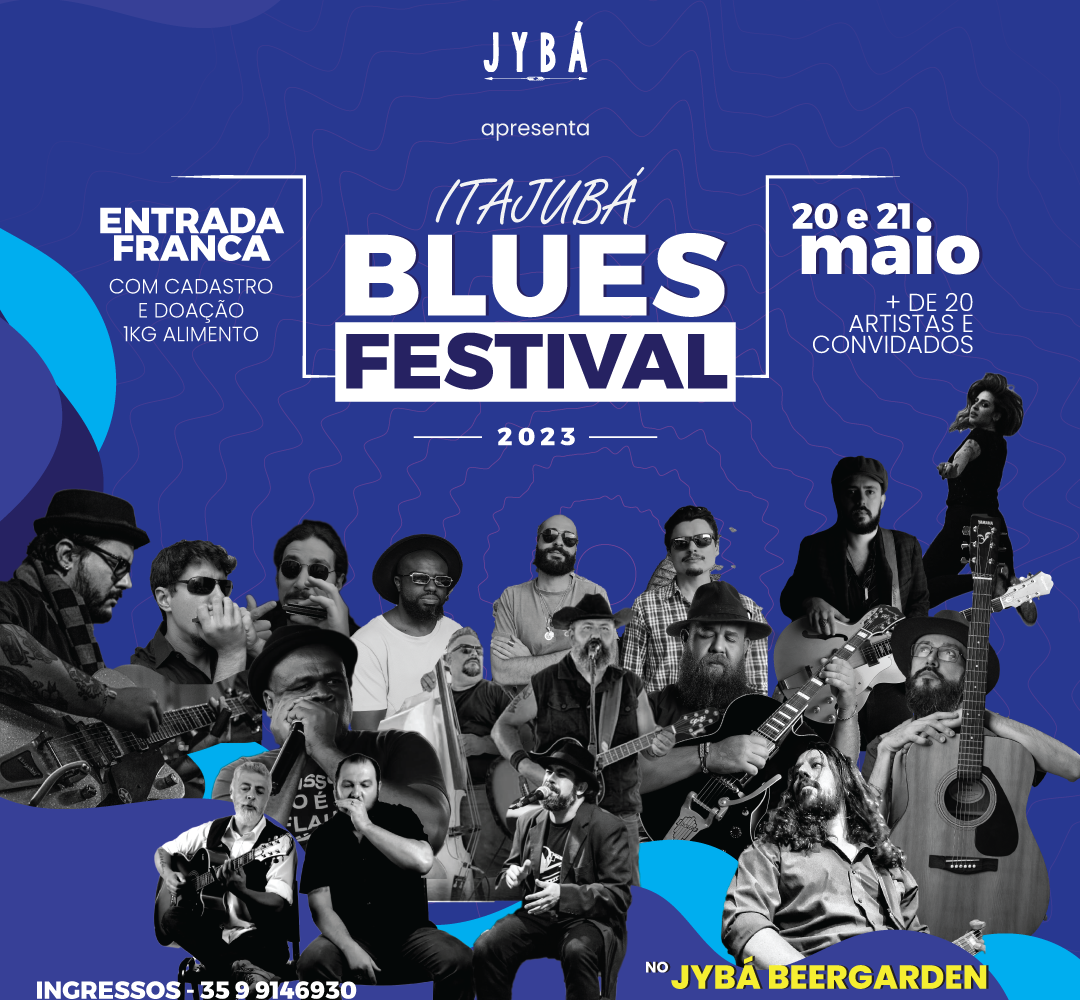 JYBÁ
apresenta
ITAJUBÁ
BLUES
FESTIVAL
2023
ENTRADA
FRANCA
COM CADASTRO
E DOAÇÃO
1KG ALIMENTO
20 e 21
maio
+ DE 20
ARTISTAS E
CONVIDADOS
YAMAHA
NO JYBÁ BEERGARDEN
INGRESSOS - 35 9 9146930